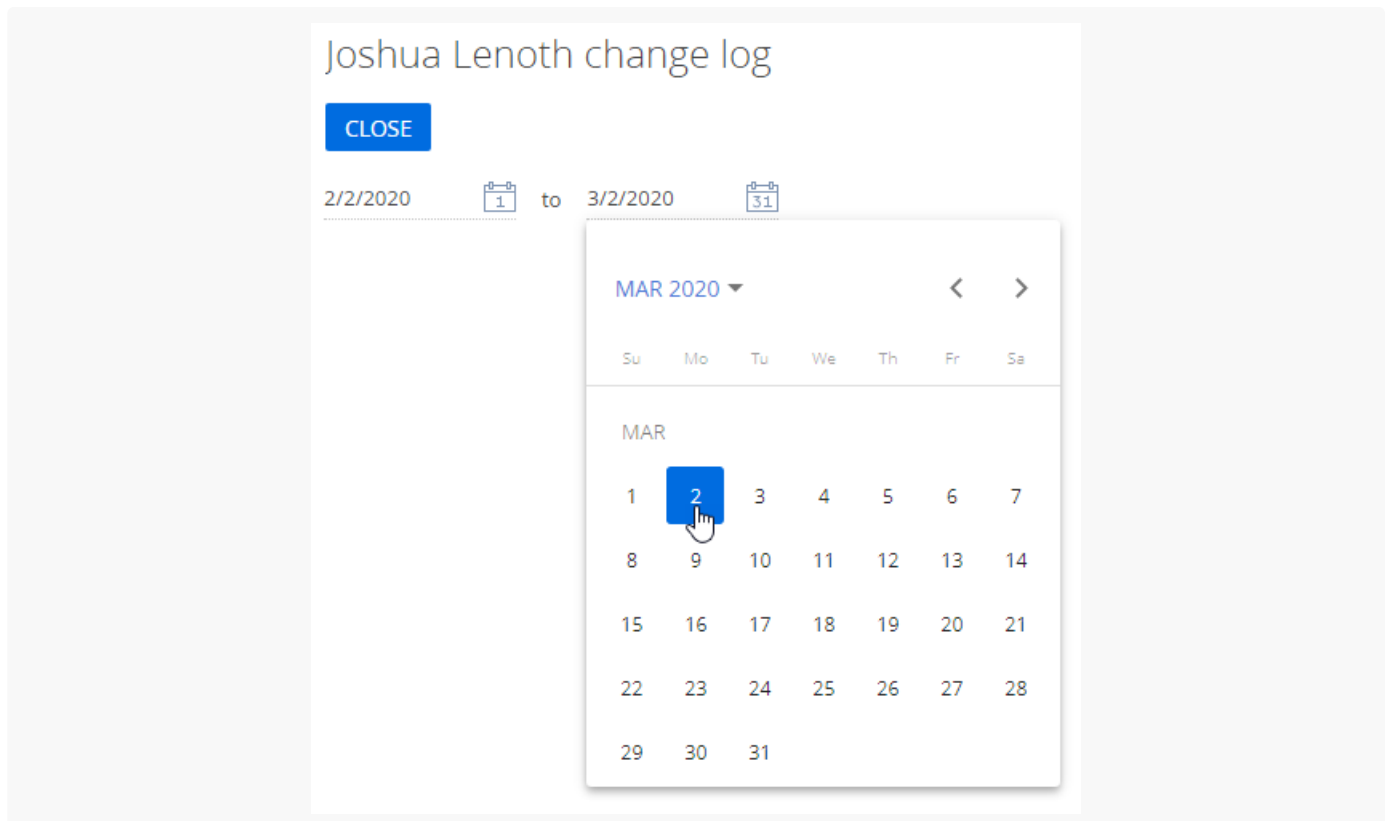 Joshua Lenoth change log
CLOSE
2/2/2020 1 to 3/2/2020 31
MAR 2020
Su Mo Tu We Th Fr Sa
MAR
1 2 3 4 5 6 7
8 9 10 11 12 13 14
15 16 17 18 19 20 21
22 23 24 25 26 27 28
29 30 31